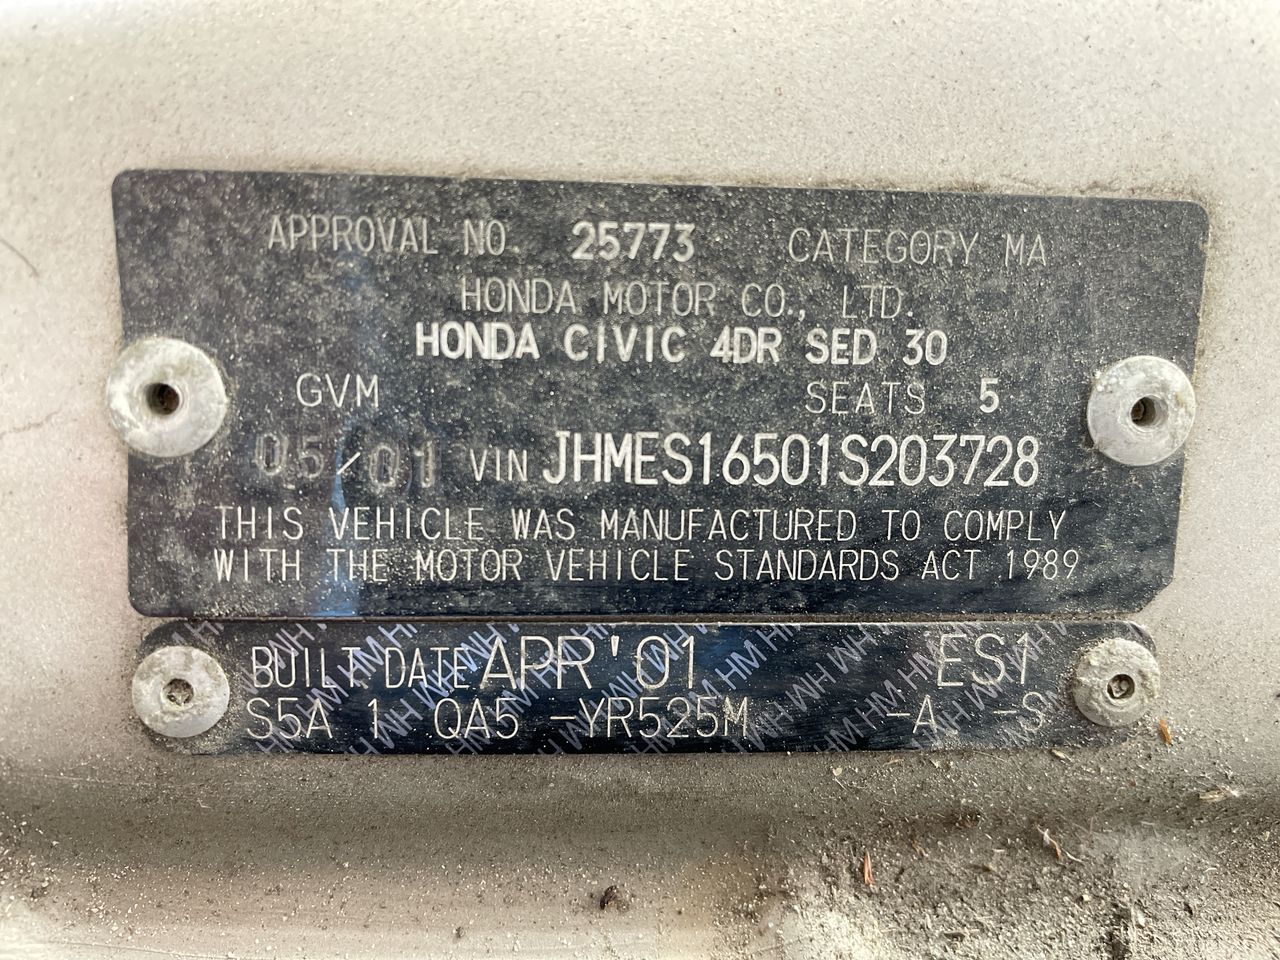 APPROVAL NO. 25773 CATEGORY MA
HONDA MOTOR CO., LTD.
HONDA CIVIC 4DR SED 30
GVM SEATS 5
05/01 VIN JHMES16501S203728
THIS VEHICLE WAS MANUFACTURED TO COMPLY
WITH THE MOTOR VEHICLE STANDARDS ACT 1989
BUILT DATE APR'01 ES1
S5A 1 QA5 -YR525M -A -S